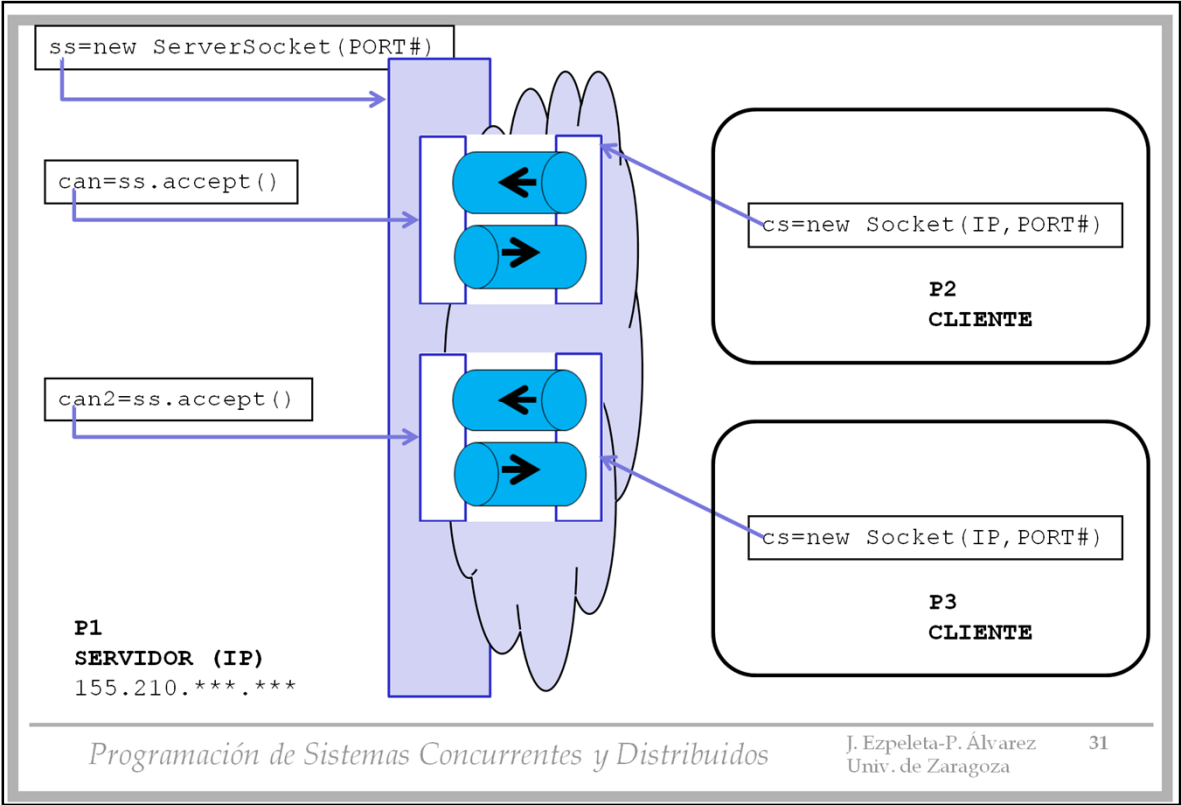 ss=new ServerSocket(PORT#)
can=ss.accept()
cs=new Socket(IP,PORT#)
P2
CLIENTE
can2=ss.accept()
cs=new Socket(IP,PORT#)
P3
CLIENTE
P1
SERVIDOR (IP)
155.210.***.***
Programación de Sistemas Concurrentes y Distribuidos
J. Ezpeleta-P. Álvarez
Univ. de Zaragoza
31